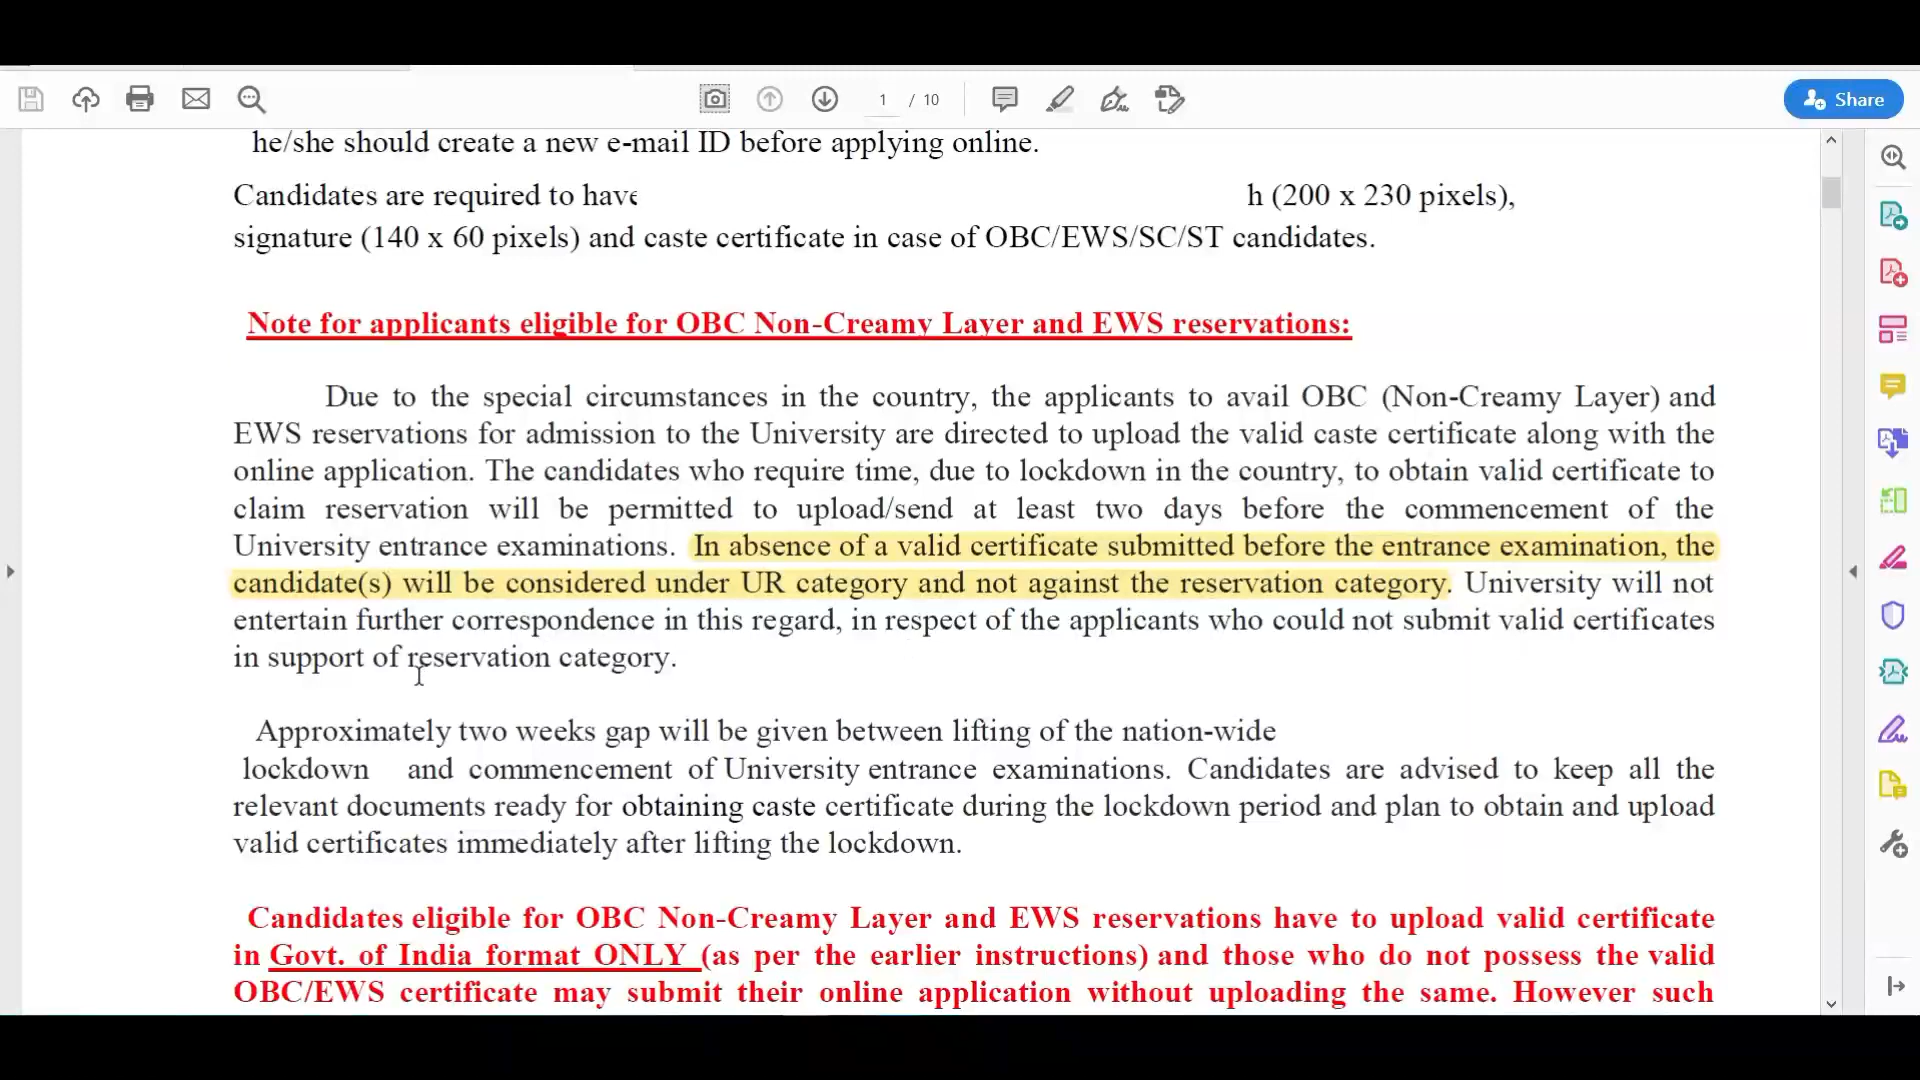 1 / 10
Share
he/she should create a new e-mail ID before applying online.
Candidates are required to have h (200 x 230 pixels),
signature (140 x 60 pixels) and caste certificate in case of OBC/EWS/SC/ST candidates.
Note for applicants eligible for OBC Non-Creamy Layer and EWS reservations:
Due to the special circumstances in the country, the applicants to avail OBC (Non-Creamy Layer) and
EWS reservations for admission to the University are directed to upload the valid caste certificate along with the
online application. The candidates who require time, due to lockdown in the country, to obtain valid certificate to
claim reservation will be permitted to upload/send at least two days before the commencement of the
University entrance examinations. In absence of a valid certificate submitted before the entrance examination, the
candidate(s) will be considered under UR category and not against the reservation category. University will not
entertain further correspondence in this regard, in respect of the applicants who could not submit valid certificates
in support of reservation category.
Approximately two weeks gap will be given between lifting of the nation-wide
lockdown and commencement of University entrance examinations. Candidates are advised to keep all the
relevant documents ready for obtaining caste certificate during the lockdown period and plan to obtain and upload
valid certificates immediately after lifting the lockdown.
Candidates eligible for OBC Non-Creamy Layer and EWS reservations have to upload valid certificate
in Govt. of India format ONLY (as per the earlier instructions) and those who do not possess the valid
OBC/EWS certificate may submit their online application without uploading the same. However such